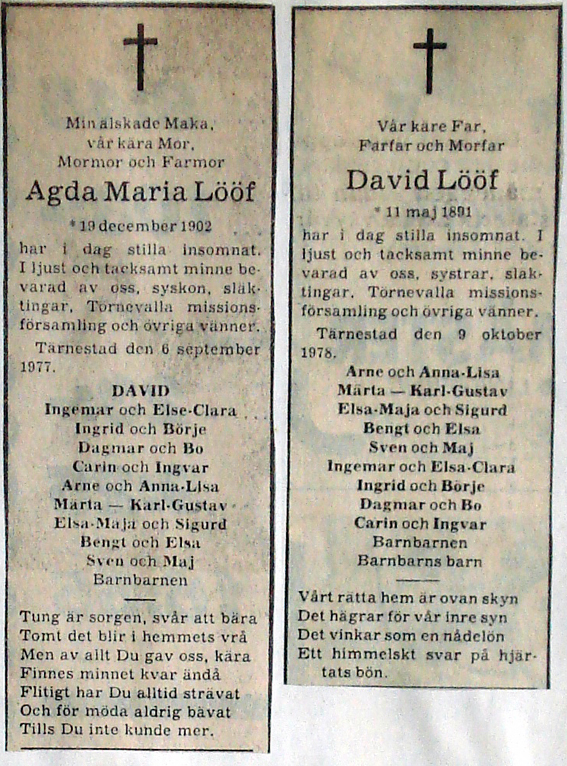 Min älskade Maka,
vår kära Mor,
Mormor och Farmor
Agda Maria Lööf
* 19 december 1902
har i dag stilla insomnat.
I ljust och tacksamt minne be-
varad av oss, syskon, släk-
tingar, Törnevalla missions-
församling och övriga vänner.
Tärnestad den 6 september
1977.
DAVID
Ingemar och Else-Clara
Ingrid och Börje
Dagmar och Bo
Carin och Ingvar
Arne och Anna-Lisa
Märta — Karl-Gustav
Elsa-Maja och Sigurd
Bengt och Elsa
Sven och Maj
Barnbarnen
Tung är sorgen, svår att bära
Tomt det blir i hemmets vrå
Men av allt Du gav oss, kära
Finnes minnet kvar ändå
Flitigt har Du alltid strävat
Och för möda aldrig bävat
Tills Du inte kunde mer.
Vår käre Far,
Farfar och Morfar
David Lööf
* 11 maj 1891
har i dag stilla insomnat. I
ljust och tacksamt minne be-
varad av oss, systrar, släk-
tingar, Törnevalla missions-
församling och övriga vänner.
Tärnestad den 9 oktober
1978.
Arne och Anna-Lisa
Märta — Karl-Gustav
Elsa-Maja och Sigurd
Bengt och Elsa
Sven och Maj
Ingemar och Elsa-Clara
Ingrid och Börje
Dagmar och Bo
Carin och Ingvar
Barnbarnen
Barnbarns barn
Vårt rätta hem är ovan skyn
Det hägrar för vår inre syn
Det vinkar som en nådelön
Ett himmelskt svar på hjär-
tats bön.